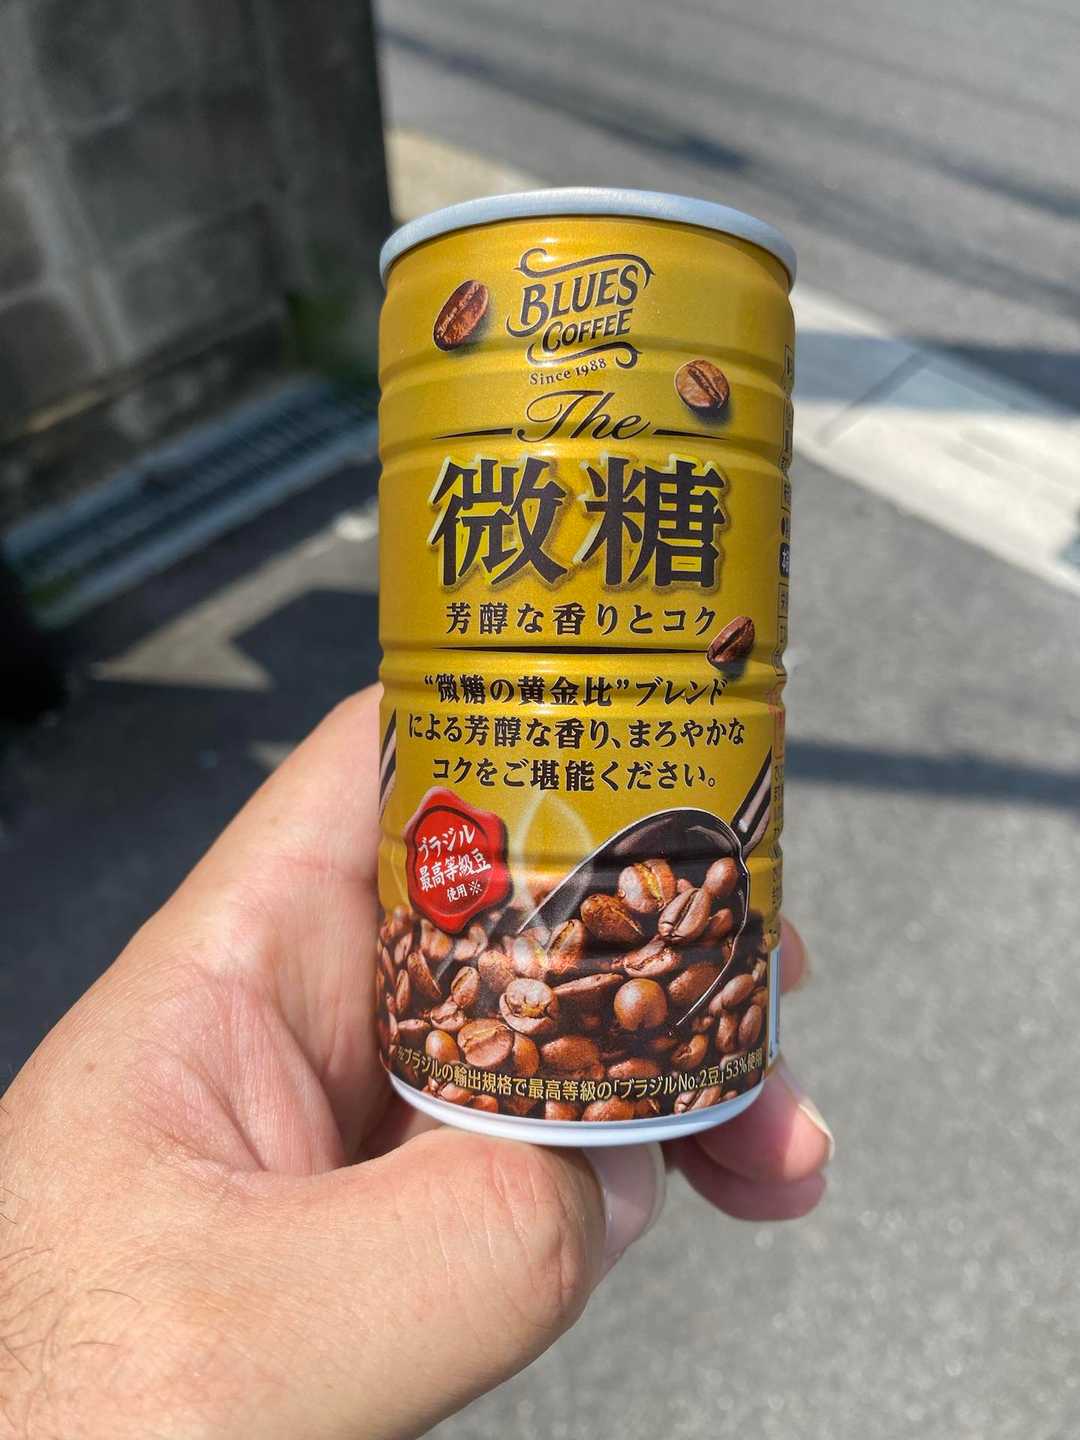 BLUES
COFFEE
Since 1988
The
微糖
芳醇な香りとコク
“微糖の黄金比”ブレンド
による芳醇な香り、まろやかな
コクをご堪能ください。
ブラジル
最高等級豆
使用※
※ブラジルの輸出規格で最高等級の「ブラジルNo.2豆」53%使用